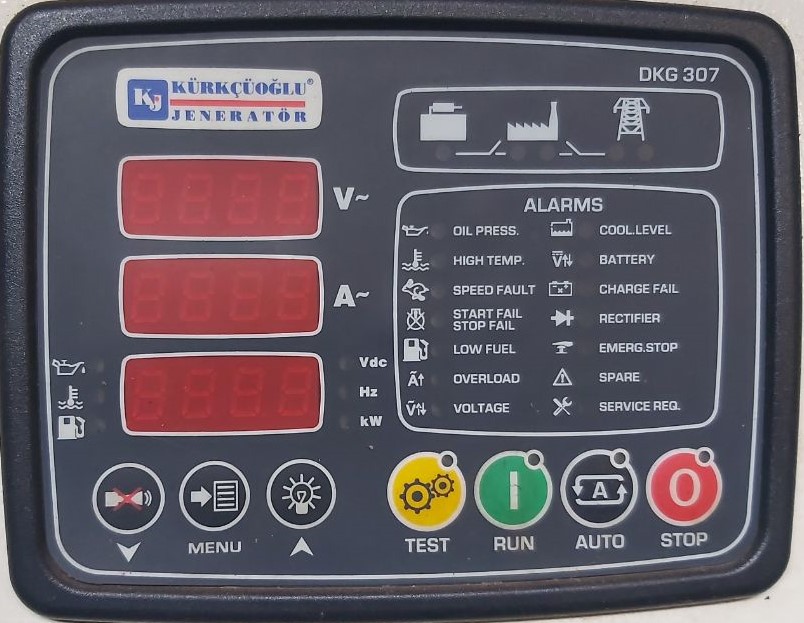 DKG 307
KJ KÜRKÇÜOĞLU®
JENERATÖR
V~
A~
Vdc
Hz
kW
ALARMS
OIL PRESS.
COOL.LEVEL
HIGH TEMP.
BATTERY
SPEED FAULT
CHARGE FAIL
START FAIL
STOP FAIL
RECTIFIER
LOW FUEL
EMERG.STOP
OVERLOAD
SPARE
VOLTAGE
SERVICE REQ.
MENU
TEST
RUN
A
AUTO
STOP